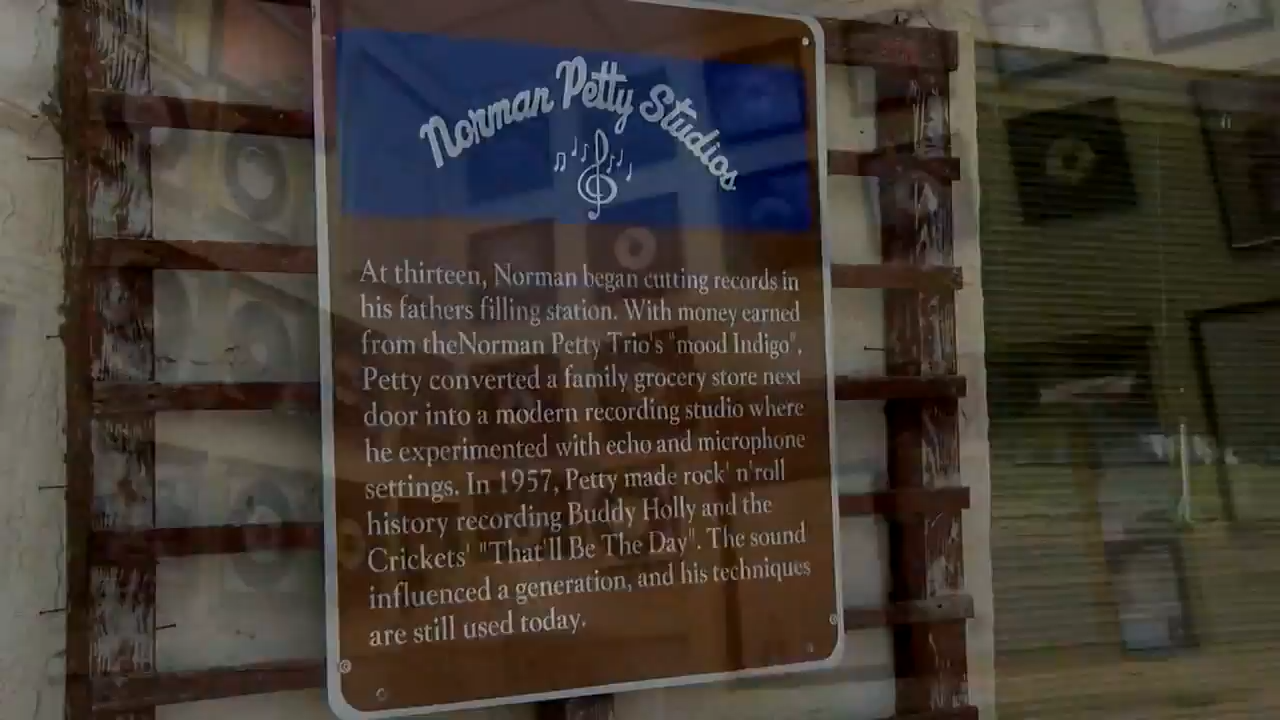 Norman Petty Studios
At thirteen, Norman began cutting records in
his fathers filling station. With money earned
from theNorman Petty Trio's "mood Indigo",
Petty converted a family grocery store next
door into a modern recording studio where
he experimented with echo and microphone
settings. In 1957, Petty made rock' n'roll
history recording Buddy Holly and the
Crickets' "That'll Be The Day". The sound
influenced a generation, and his techniques
are still used today.